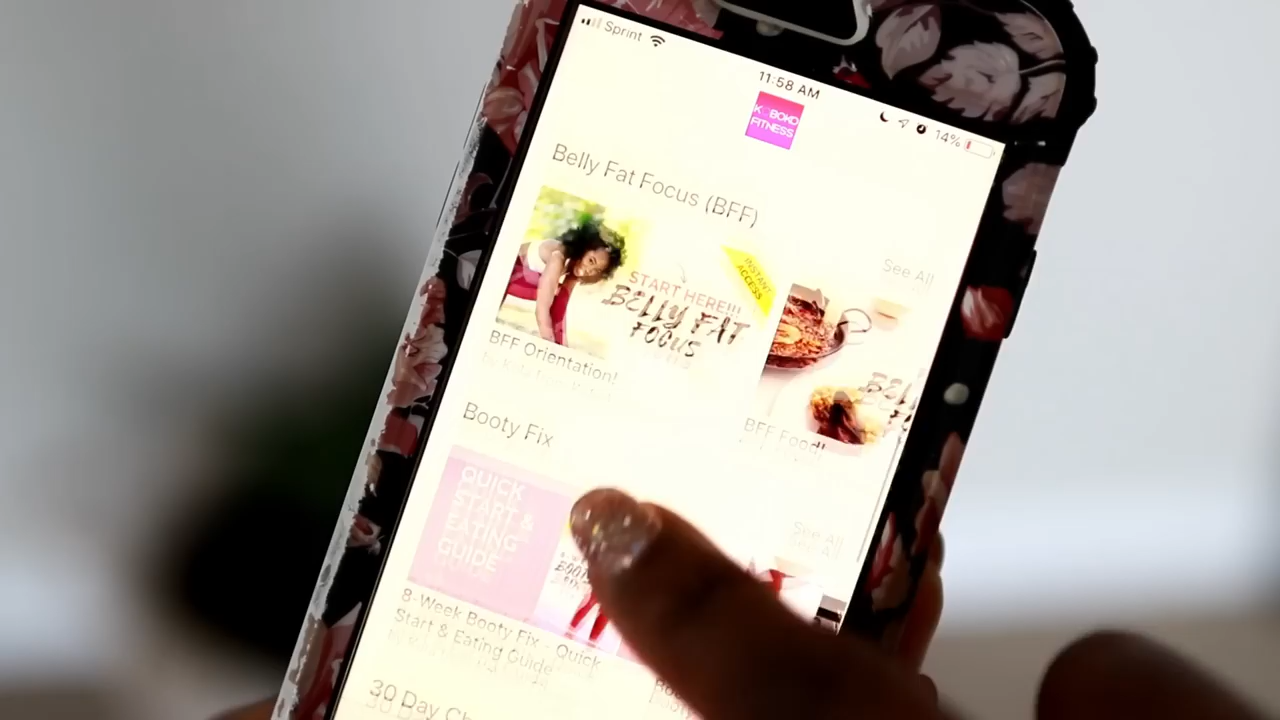 Sprint
11:58 AM
14%
K BOKO
FITNESS
Belly Fat Focus (BFF)
See All
INSTANT
ACCESS
START HERE!!!
BELLY FAT
FOCUS
BFF Orientation!
BFF Food!
Booty Fix
See All
QUICK
START &
EATING
GUIDE
8-Week Booty Fix - Quick
Start & Eating Guide
30 Day